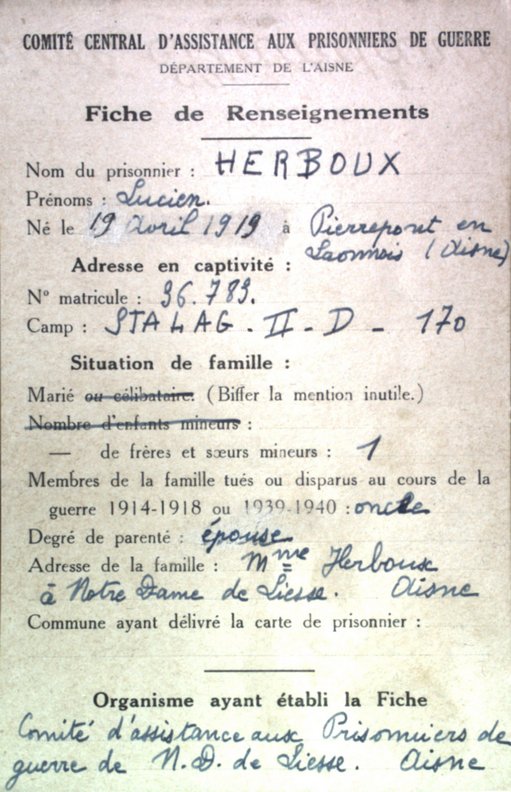 COMITÉ CENTRAL D'ASSISTANCE AUX PRISONNIERS DE GUERRE
DÉPARTEMENT DE L'AISNE
Fiche de Renseignements
Nom du prisonnier : HERBOUX
Prénoms : Lucien.
Né le 19 avril 1919 à Pierrepont en
Laonnois (Aisne)
Adresse en captivité :
N° matricule : 36.783.
Camp : STALAG - II - D - 170
Situation de famille :
Marié ou célibataire. (Biffer la mention inutile.)
Nombre d'enfants mineurs :
— de frères et sœurs mineurs : 1
Membres de la famille tués ou disparus au cours de la
guerre 1914-1918 ou 1939-1940 : oncle
Degré de parenté : épouse
Adresse de la famille : Mme Herboux
à Notre Dame de Liesse. Aisne
Commune ayant délivré la carte de prisonnier :
Organisme ayant établi la Fiche
Comité d'assistance aux Prisonniers de
guerre de N. D. de Liesse. Aisne